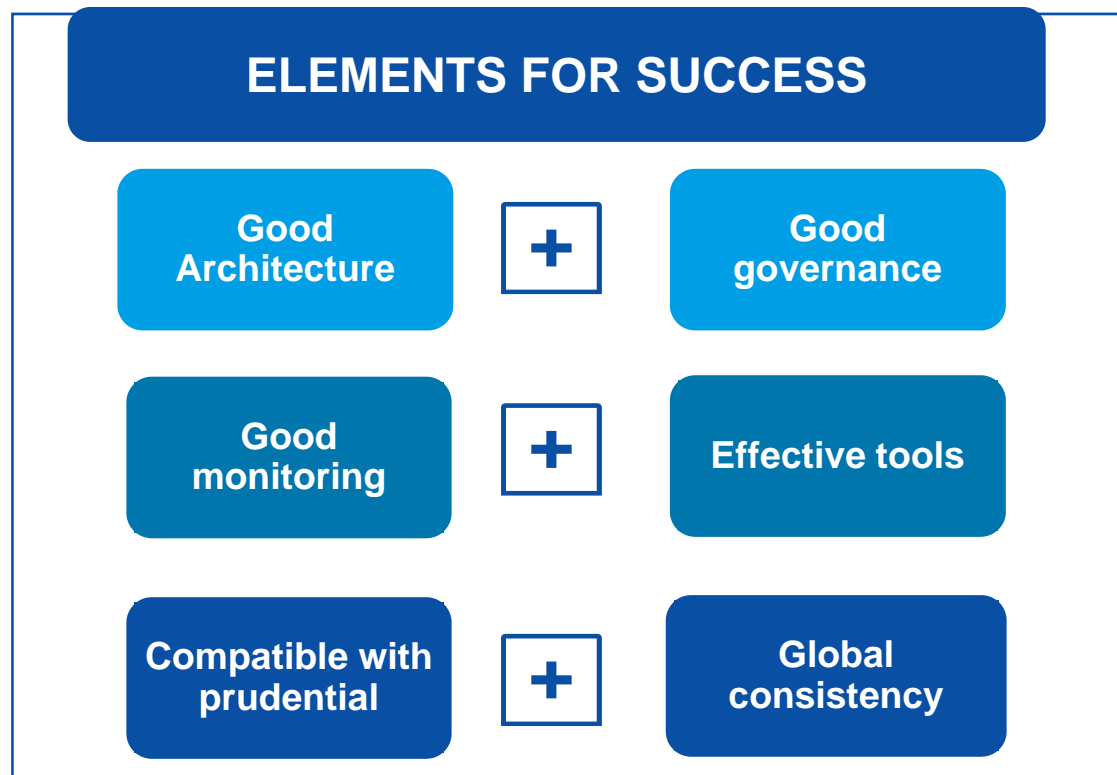 ELEMENTS FOR SUCCESS
Good
Architecture
+
Good
governance
Good
monitoring
+
Effective tools
Compatible with
prudential
+
Global
consistency